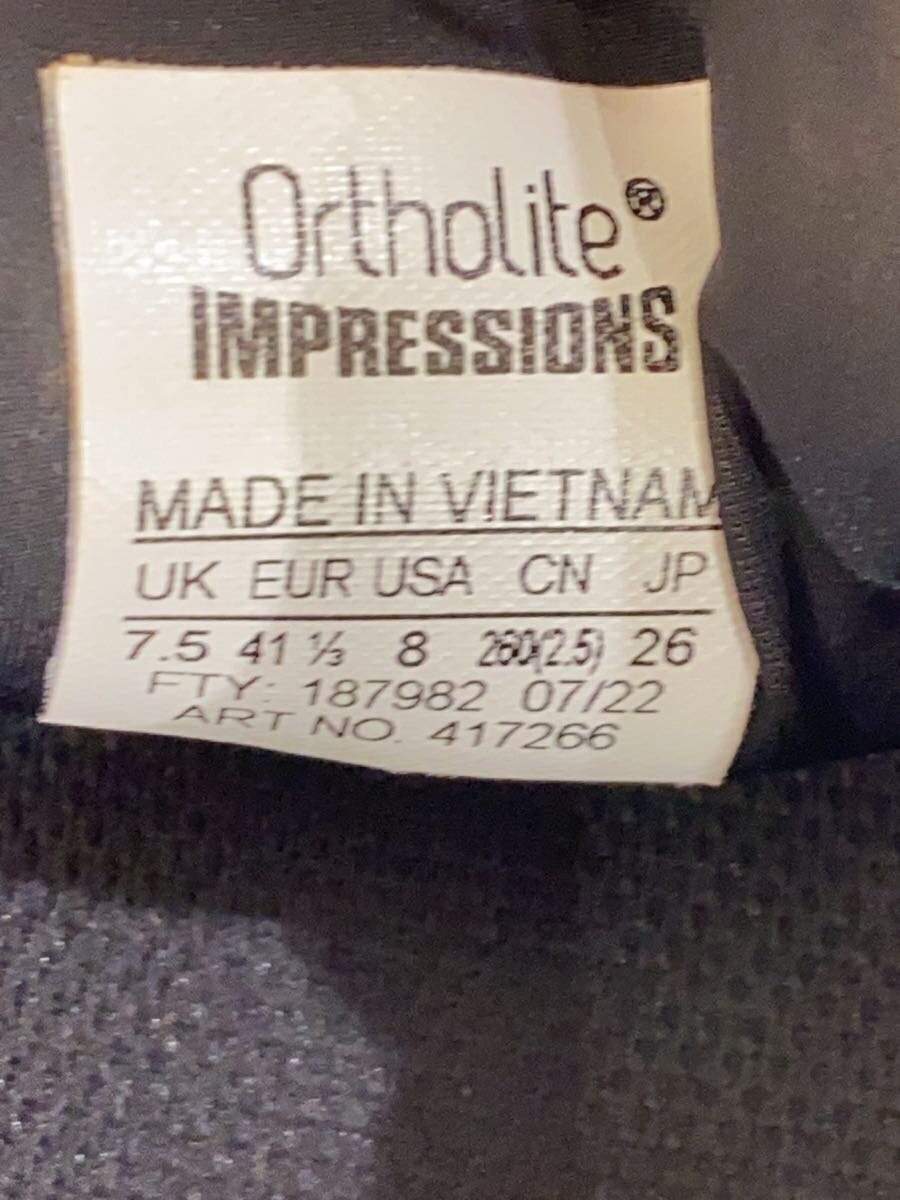 Ortholite®
IMPRESSIONS
MADE IN VIETNAM
UK EUR USA CN JP
7.5 41 ⅓ 8 260(2.5) 26
FTY: 187982 07/22
ART NO. 417266